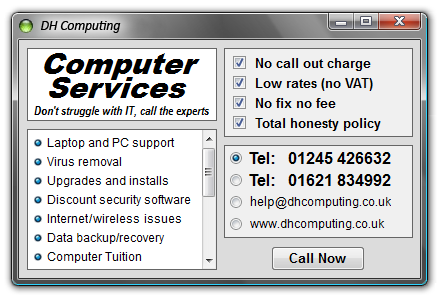 DH Computing
Computer
Services
Don't struggle with IT, call the experts
Laptop and PC support
Virus removal
Upgrades and installs
Discount security software
Internet/wireless issues
Data backup/recovery
Computer Tuition
No call out charge
Low rates (no VAT)
No fix no fee
Total honesty policy
Tel: 01245 426632
Tel: 01621 834992
help@dhcomputing.co.uk
www.dhcomputing.co.uk
Call Now